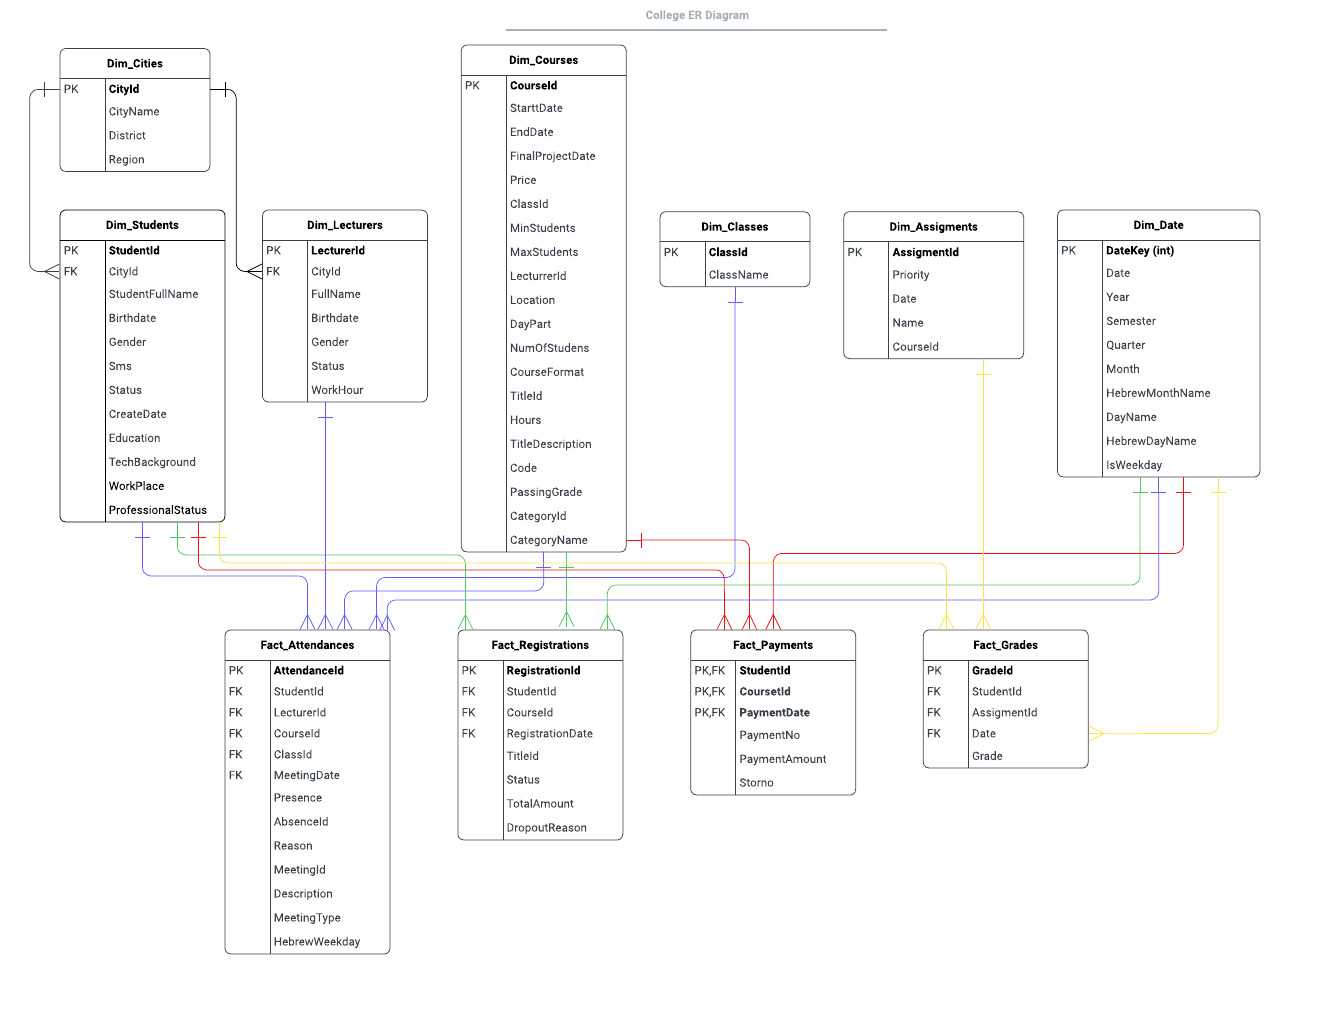 College ER Diagram
Dim_Cities
PK CityId
CityName
District
Region
Dim_Students
PK StudentId
FK CityId
StudentFullName
Birthdate
Gender
Sms
Status
CreateDate
Education
TechBackground
WorkPlace
ProfessionalStatus
Dim_Lecturers
PK LecturerId
FK CityId
FullName
Birthdate
Gender
Status
WorkHour
Dim_Courses
PK CourseId
StarttDate
EndDate
FinalProjectDate
Price
ClassId
MinStudents
MaxStudents
LecturrerId
Location
DayPart
NumOfStudens
CourseFormat
TitleId
Hours
TitleDescription
Code
PassingGrade
CategoryId
CategoryName
Dim_Classes
PK ClassId
ClassName
Dim_Assigments
PK AssigmentId
Priority
Date
Name
CourseId
Dim_Date
PK DateKey (int)
Date
Year
Semester
Quarter
Month
HebrewMonthName
DayName
HebrewDayName
IsWeekday
Fact_Attendances
PK AttendanceId
FK StudentId
FK LecturerId
FK CourseId
FK ClassId
FK MeetingDate
Presence
AbsenceId
Reason
MeetingId
Description
MeetingType
HebrewWeekday
Fact_Registrations
PK RegistrationId
FK StudentId
FK CourseId
FK RegistrationDate
TitleId
Status
TotalAmount
DropoutReason
Fact_Payments
PK,FK StudentId
PK,FK CoursetId
PK,FK PaymentDate
PaymentNo
PaymentAmount
Storno
Fact_Grades
PK GradeId
FK StudentId
FK AssigmentId
FK Date
Grade